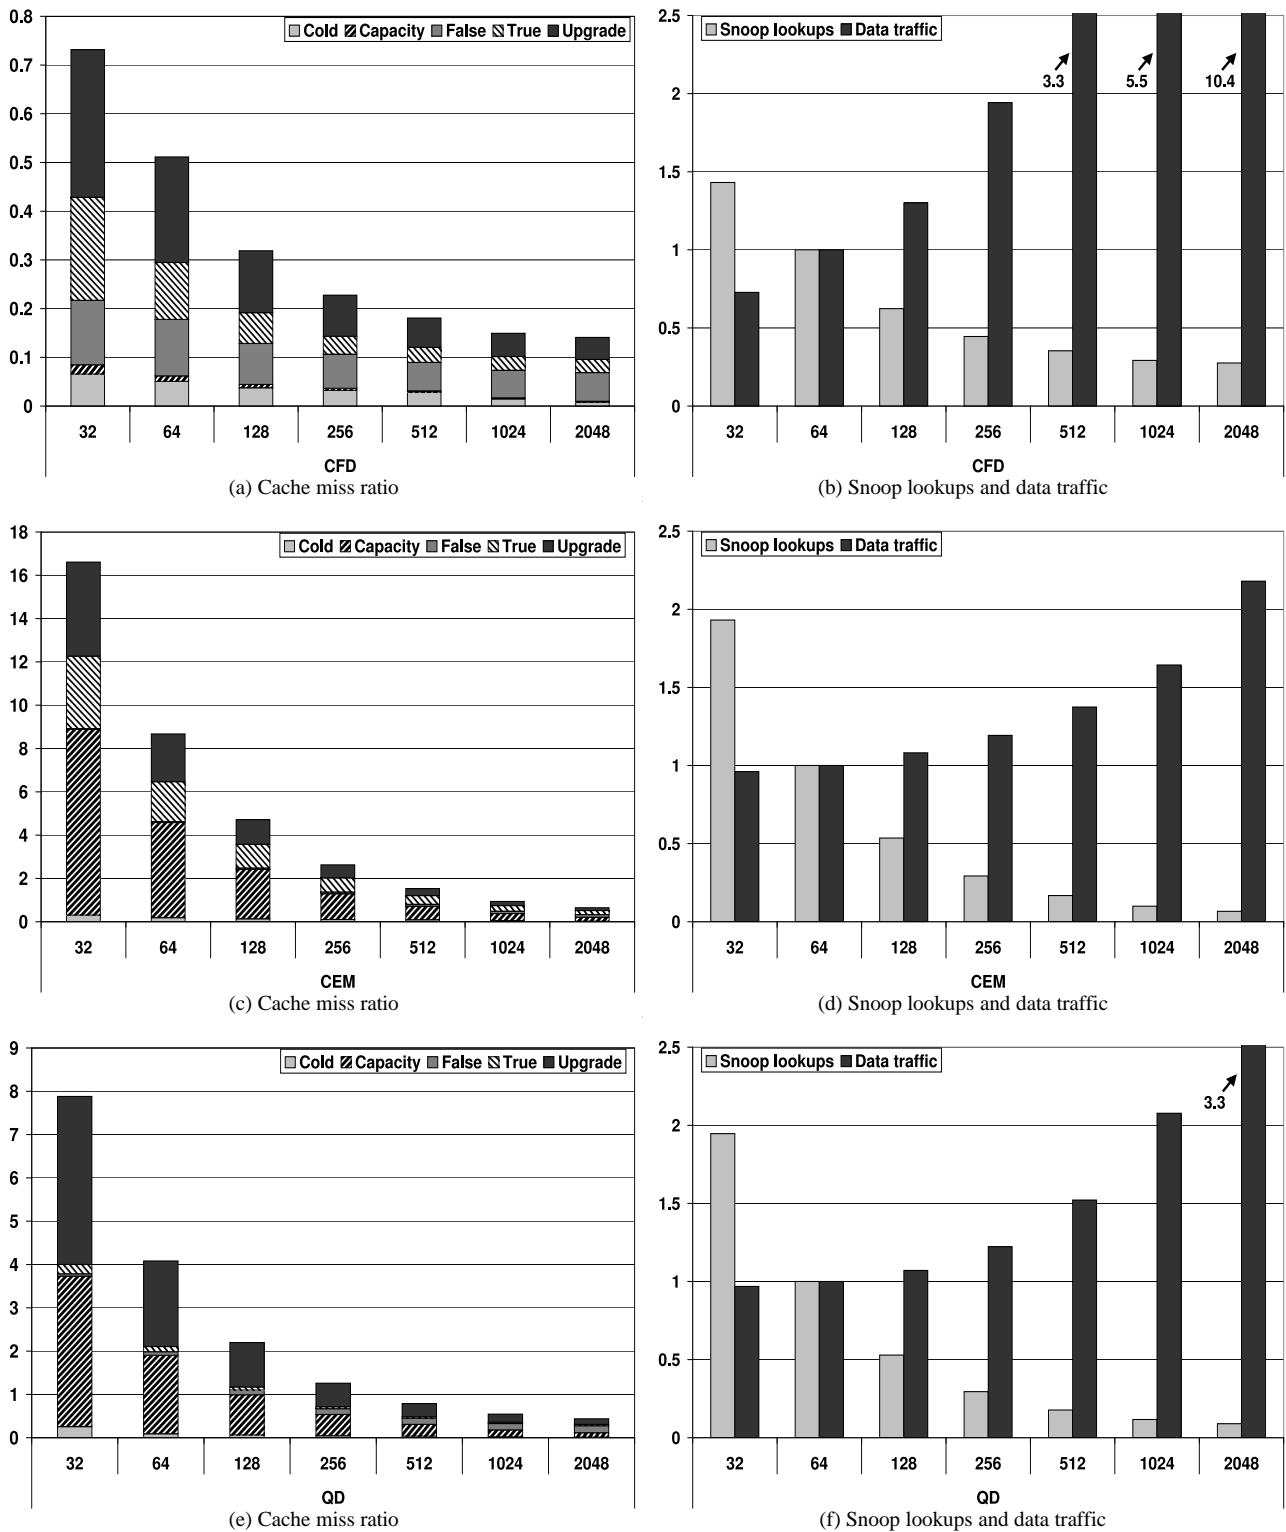 0.8
0.7
0.6
0.5
0.4
0.3
0.2
0.1
0
Cold Capacity False True Upgrade
32 64 128 256 512 1024 2048
CFD
(a) Cache miss ratio
2.5
2
1.5
1
0.5
0
Snoop lookups Data traffic
3.3 5.5 10.4
32 64 128 256 512 1024 2048
CFD
(b) Snoop lookups and data traffic
18
16
14
12
10
8
6
4
2
0
Cold Capacity False True Upgrade
32 64 128 256 512 1024 2048
CEM
(c) Cache miss ratio
2.5
2
1.5
1
0.5
0
Snoop lookups Data traffic
32 64 128 256 512 1024 2048
CEM
(d) Snoop lookups and data traffic
9
8
7
6
5
4
3
2
1
0
Cold Capacity False True Upgrade
32 64 128 256 512 1024 2048
QD
(e) Cache miss ratio
2.5
2
1.5
1
0.5
0
Snoop lookups Data traffic
3.3
32 64 128 256 512 1024 2048
QD
(f) Snoop lookups and data traffic